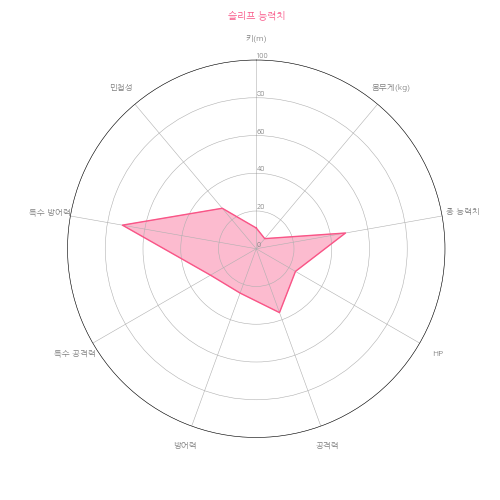 슬리프 능력치
키(m)
100
민첩성
몸무게(kg)
80
60
40
특수 방어력
총 능력치
20
0
특수 공격력
HP
방어력
공격력